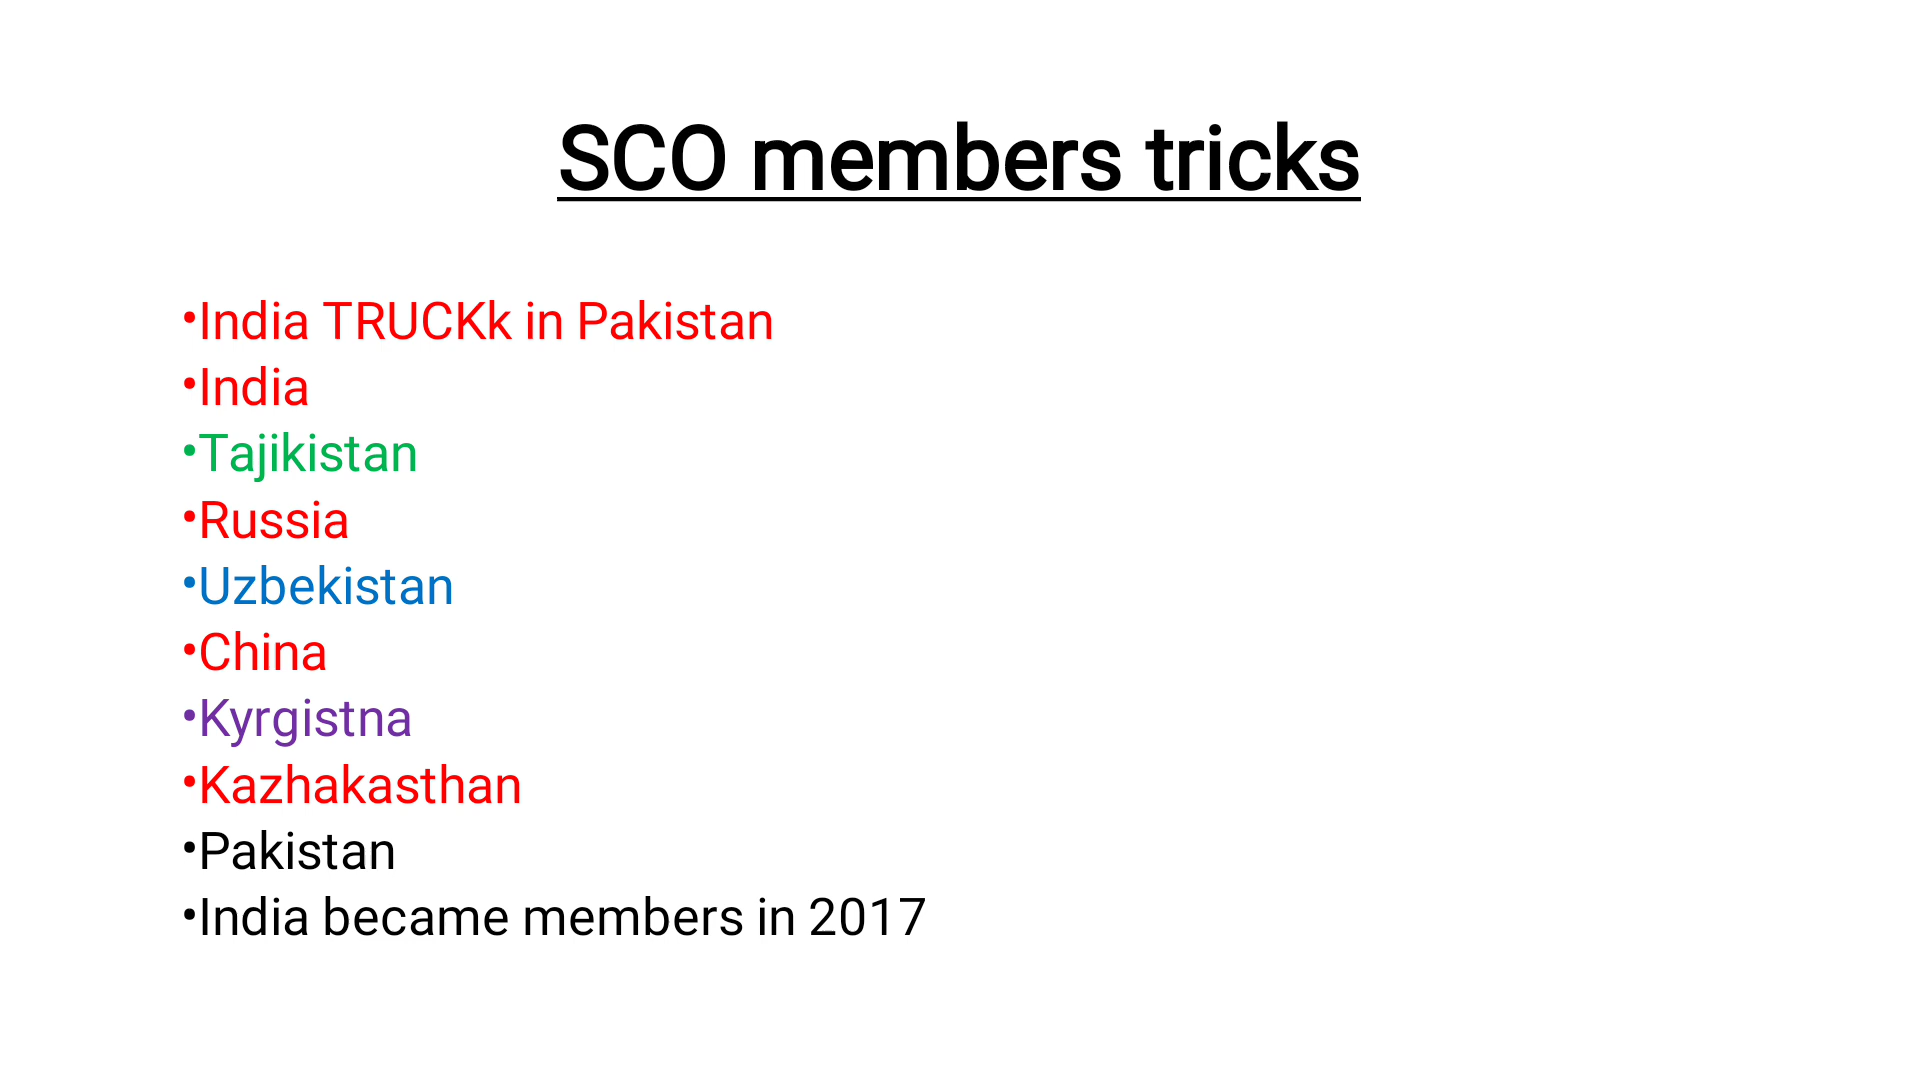 SCO members tricks
•India TRUCKk in Pakistan
•India
•Tajikistan
•Russia
•Uzbekistan
•China
•Kyrgistna
•Kazhakasthan
•Pakistan
•India became members in 2017